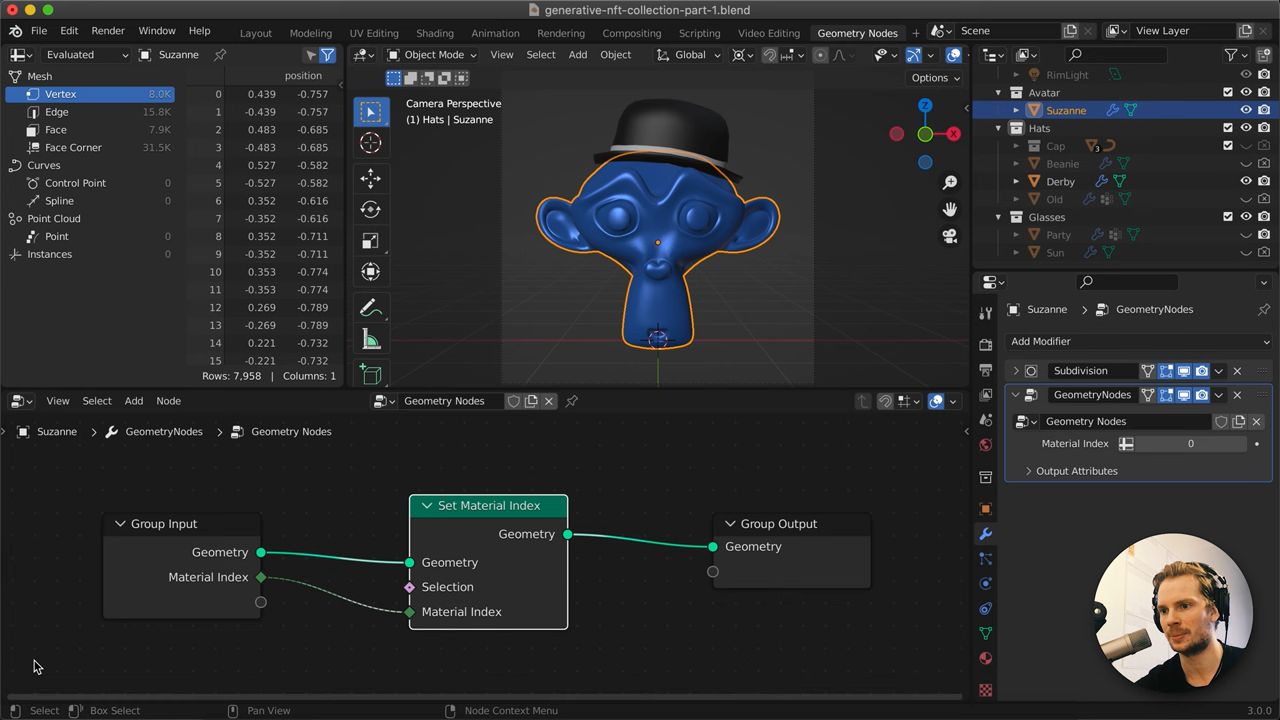 generative-nft-collection-part-1.blend
File Edit Render Window Help Layout Modeling UV Editing Shading Animation Rendering Compositing Scripting Video Editing Geometry Nodes + Scene View Layer
Evaluated Suzanne
Mesh position
Vertex 8.0K
Edge 15.8K
Face 7.9K
Face Corner 31.5K
Curves
Control Point 0
Spline 0
Point Cloud
Point 0
Instances 0
0 0.439 -0.757
1 -0.439 -0.757
2 0.483 -0.685
3 -0.483 -0.685
4 0.527 -0.582
5 -0.527 -0.582
6 0.352 -0.616
7 -0.352 -0.616
8 0.352 -0.711
9 -0.352 -0.711
10 0.353 -0.774
11 -0.353 -0.774
12 0.269 -0.789
13 -0.269 -0.789
14 0.221 -0.732
15 -0.221 -0.732
Rows: 7,958 | Columns: 1
Object Mode View Select Add Object Global
Options
Camera Perspective
(1) Hats | Suzanne
Z
X
RimLight
Avatar
Suzanne
Hats
Cap 3
Beanie
Derby
Old
Glasses
Party
Sun
Suzanne > GeometryNodes
Add Modifier
Subdivision
GeometryNodes
Geometry Nodes
Material Index 0
Output Attributes
View Select Add Node Geometry Nodes
Suzanne > GeometryNodes > Geometry Nodes
Group Input
Geometry
Material Index
Set Material Index
Geometry
Geometry
Selection
Material Index
Group Output
Geometry
Select Box Select Pan View Node Context Menu 3.0.0